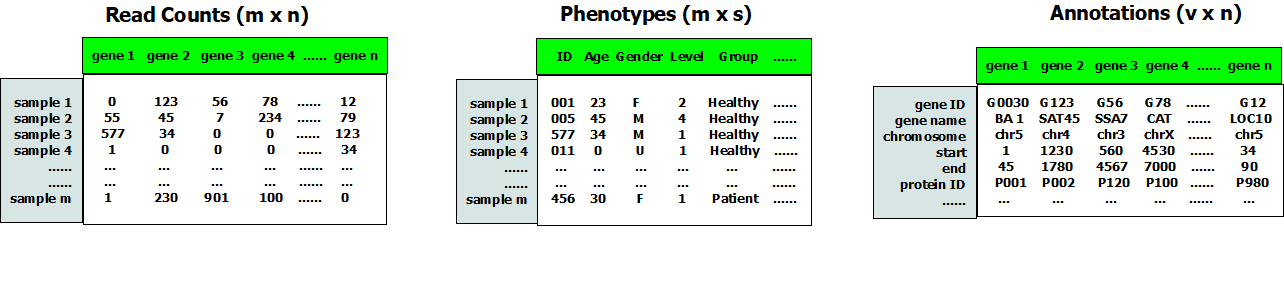 Read Counts (m x n)
gene 1 gene 2 gene 3 gene 4 ...... gene n
sample 1 0 123 56 78 ...... 12
sample 2 55 45 7 234 ...... 79
sample 3 577 34 0 0 ...... 123
sample 4 1 0 0 0 ...... 34
...... ... ... ... ... ...... ...
...... ... ... ... ... ...... ...
sample m 1 230 901 100 ...... 0
Phenotypes (m x s)
ID Age Gender Level Group ......
sample 1 001 23 F 2 Healthy ......
sample 2 005 45 M 4 Healthy ......
sample 3 577 34 M 1 Healthy ......
sample 4 011 0 U 1 Healthy ......
...... ... ... ... ... ... ......
...... ... ... ... ... ... ......
sample m 456 30 F 1 Patient ......
Annotations (v x n)
gene 1 gene 2 gene 3 gene 4 ...... gene n
gene ID G0030 G123 G56 G78 ...... G12
gene name BA1 SAT45 SSA7 CAT ...... LOC10
chromosome chr5 chr4 chr3 chrX ...... chr5
start 1 1230 560 4530 ...... 34
end 45 1780 4567 7000 ...... 90
protein ID P001 P002 P120 P100 ...... P980
...... ... ... ... ... ...... ...